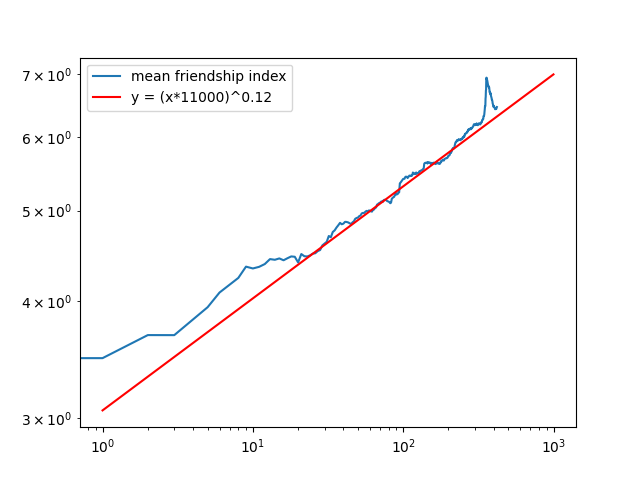 mean friendship index
y = (x*11000)^0.12
7 × 10⁰
6 × 10⁰
5 × 10⁰
4 × 10⁰
3 × 10⁰
10⁰ 10¹ 10² 10³